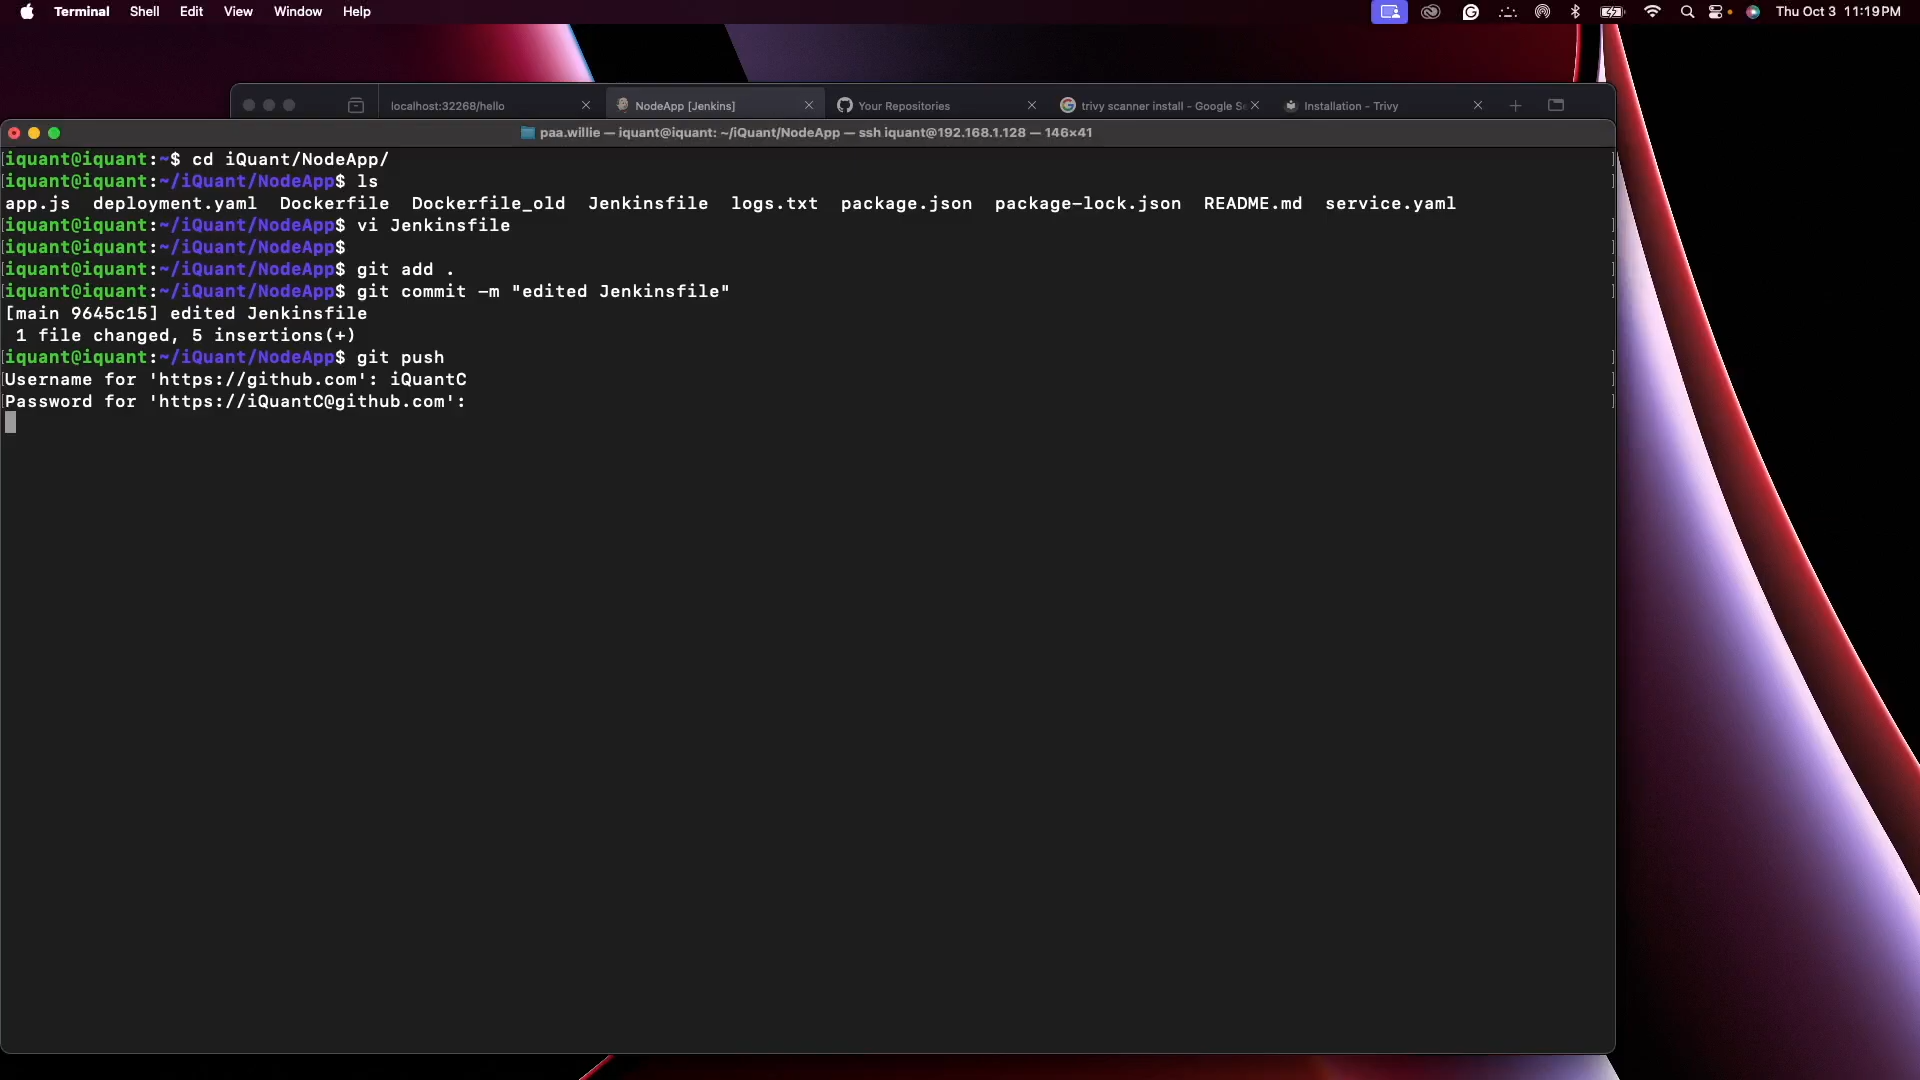 Terminal Shell Edit View Window Help Thu Oct 3 11:19 PM
localhost:32268/hello NodeApp [Jenkins] Your Repositories trivy scanner install - Google Se Installation - Trivy
paa.willie — iquant@iquant: ~/iQuant/NodeApp — ssh iquant@192.168.1.128 — 146×41
iquant@iquant:~$ cd iQuant/NodeApp/
iquant@iquant:~/iQuant/NodeApp$ ls
app.js deployment.yaml Dockerfile Dockerfile_old Jenkinsfile logs.txt package.json package-lock.json README.md service.yaml
iquant@iquant:~/iQuant/NodeApp$ vi Jenkinsfile
iquant@iquant:~/iQuant/NodeApp$
iquant@iquant:~/iQuant/NodeApp$ git add .
iquant@iquant:~/iQuant/NodeApp$ git commit -m "edited Jenkinsfile"
[main 9645c15] edited Jenkinsfile
1 file changed, 5 insertions(+)
iquant@iquant:~/iQuant/NodeApp$ git push
Username for 'https://github.com': iQuantC
Password for 'https://iQuantC@github.com':